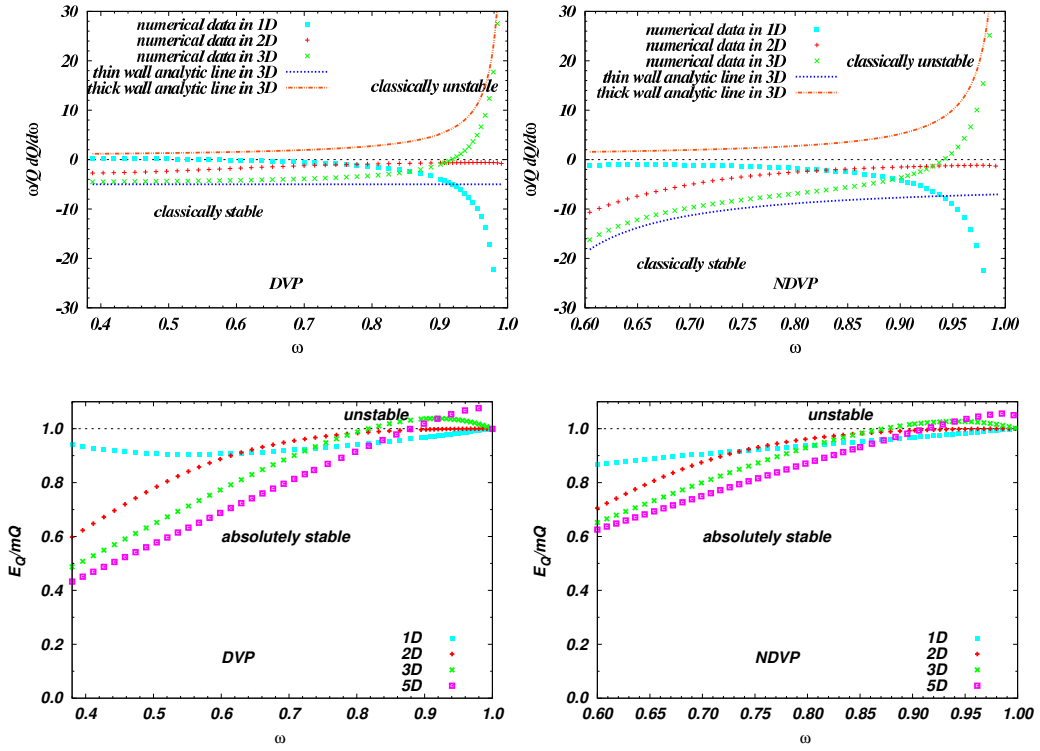 30
20
10
0
-10
-20
30
0.4
0.5
0.6
0.7
0.8
0.9
1.0
ω/Q dQ/dω
ω
numerical data in 1D
numerical data in 2D
numerical data in 3D
thin wall analytic line in 3D
thick wall analytic line in 3D
classically unstable
classically stable
DVP
30
20
10
0
-10
-20
30
0.60
0.65
0.70
0.75
0.80
0.85
0.90
0.95
1.00
ω/Q dQ/dω
ω
numerical data in 1D
numerical data in 2D
numerical data in 3D
thin wall analytic line in 3D
thick wall analytic line in 3D
classically unstable
classically stable
NDVP
1.0
0.8
0.6
0.4
0.2
0.0
0.4
0.5
0.6
0.7
0.8
0.9
1.0
E_Q/mQ
ω
unstable
absolutely stable
DVP
1D
2D
3D
5D
1.0
0.8
0.6
0.4
0.2
0.0
0.60
0.65
0.70
0.75
0.80
0.85
0.90
0.95
1.00
E_Q/mQ
ω
unstable
absolutely stable
NDVP
1D
2D
3D
5D